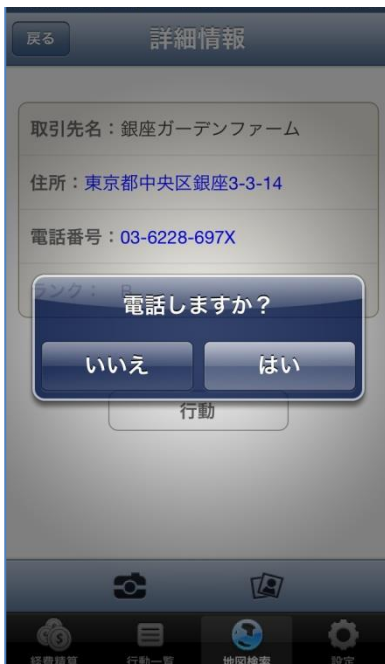 戻る
詳細情報
取引先名：銀座ガーデンファーム
住所：東京都中央区銀座3-3-14
電話番号：03-6228-697X
ランク： B
電話しますか？
いいえ
はい
行動
経費精算
行動一覧
地図検索
設定